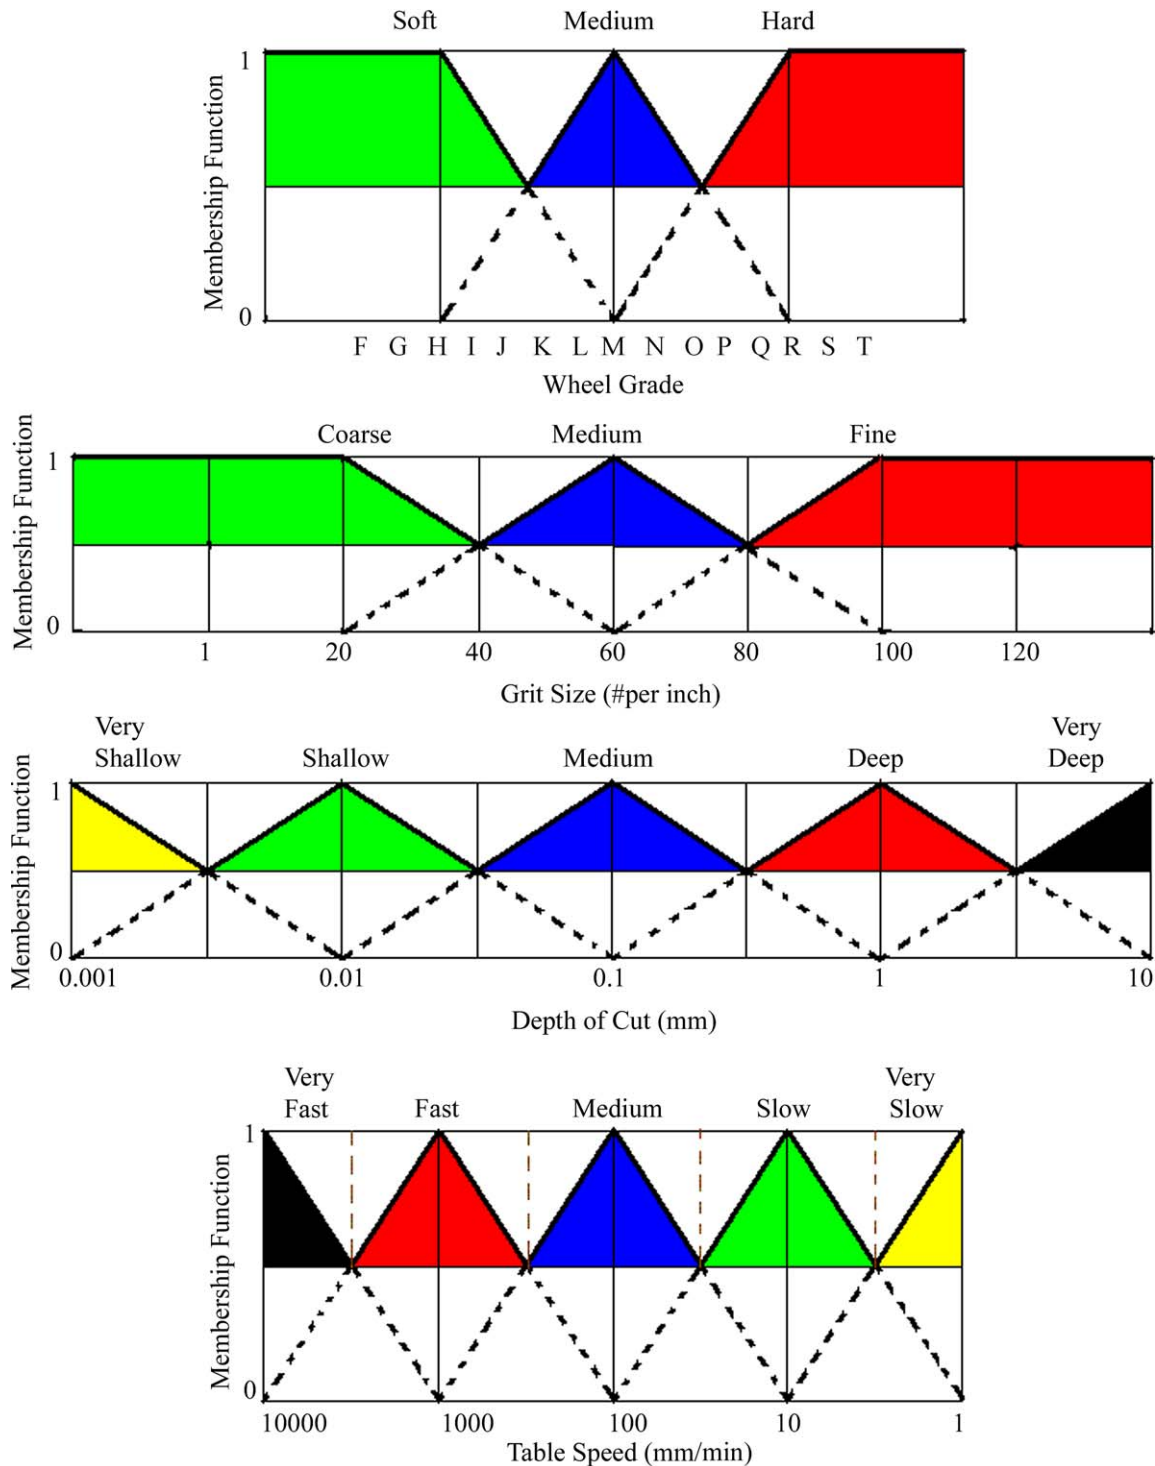 Soft Medium Hard
Membership Function
1
0
F G H I J K L M N O P Q R S T
Wheel Grade
Coarse Medium Fine
Membership Function
1
0
1 20 40 60 80 100 120
Grit Size (#per inch)
Very Shallow Shallow Medium Deep Very Deep
Membership Function
1
0
0.001 0.01 0.1 1 10
Depth of Cut (mm)
Very Fast Fast Medium Slow Very Slow
Membership Function
1
0
10000 1000 100 10 1
Table Speed (mm/min)